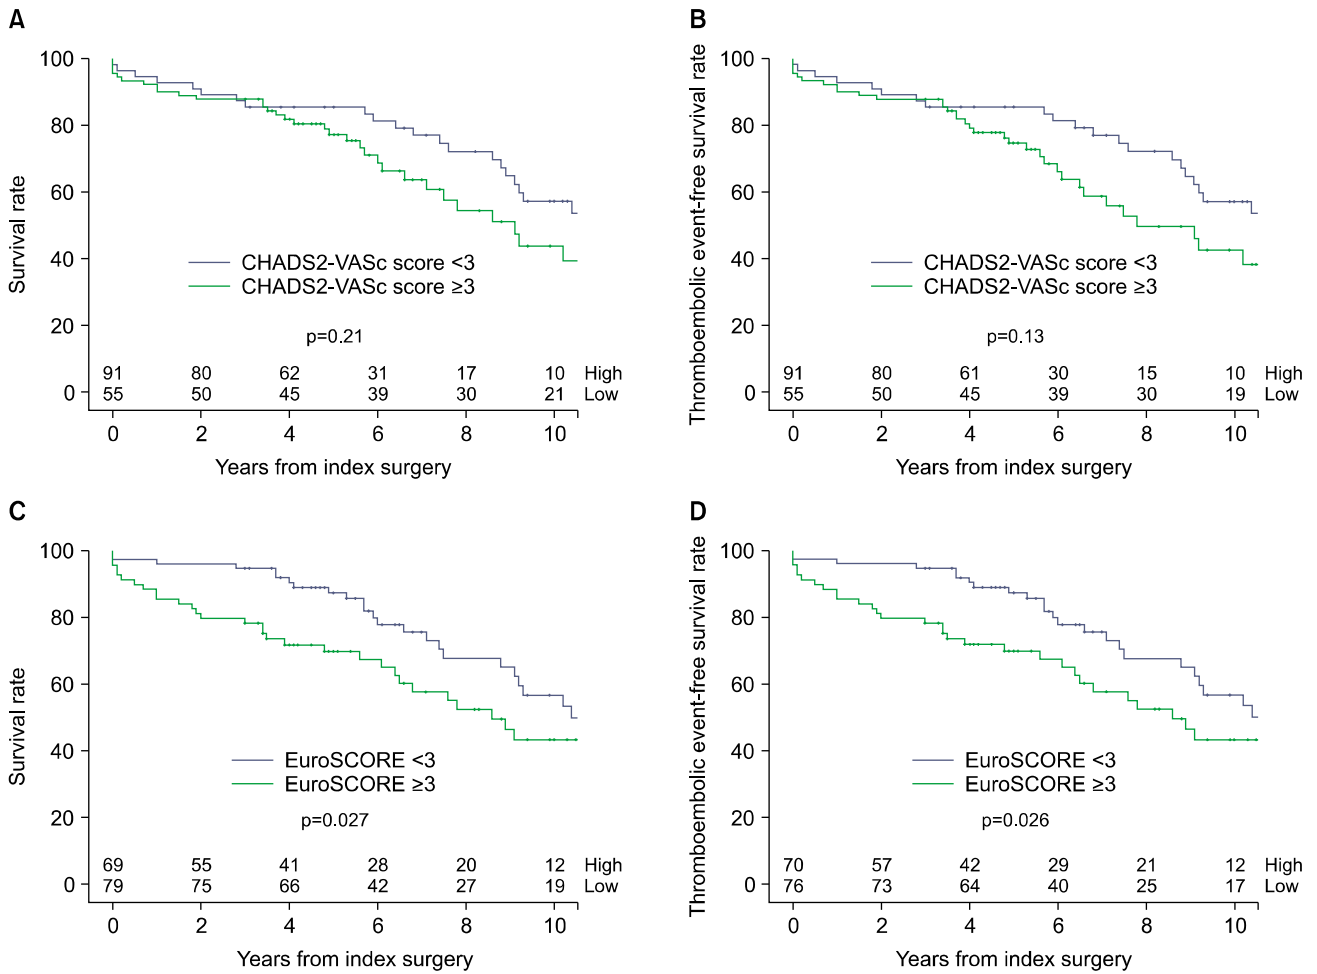 A
Survival rate
100
80
60
40
20
0
CHADS2-VASc score <3
CHADS2-VASc score ≥3
p=0.21
91 80 62 31 17 10 High
55 50 45 39 30 21 Low
0 2 4 6 8 10
Years from index surgery
B
Thromboembolic event-free survival rate
100
80
60
40
20
0
CHADS2-VASc score <3
CHADS2-VASc score ≥3
p=0.13
91 80 61 30 15 10 High
55 50 45 39 30 19 Low
0 2 4 6 8 10
Years from index surgery
C
Survival rate
100
80
60
40
20
0
EuroSCORE <3
EuroSCORE ≥3
p=0.027
69 55 41 28 20 12 High
79 75 66 42 27 19 Low
0 2 4 6 8 10
Years from index surgery
D
Thromboembolic event-free survival rate
100
80
60
40
20
0
EuroSCORE <3
EuroSCORE ≥3
p=0.026
70 57 42 29 21 12 High
76 73 64 40 25 17 Low
0 2 4 6 8 10
Years from index surgery